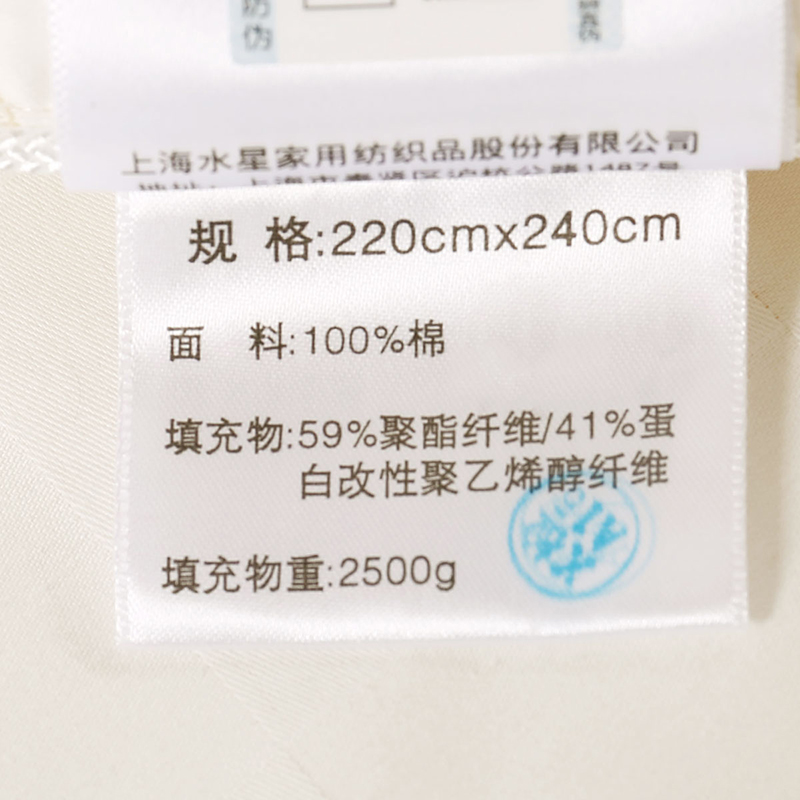 防伪
上海水星家用纺织品股份有限公司
规 格:220cmx240cm
面 料:100%棉
填充物:59%聚酯纤维/41%蛋
白改性聚乙烯醇纤维
填充物重:2500g